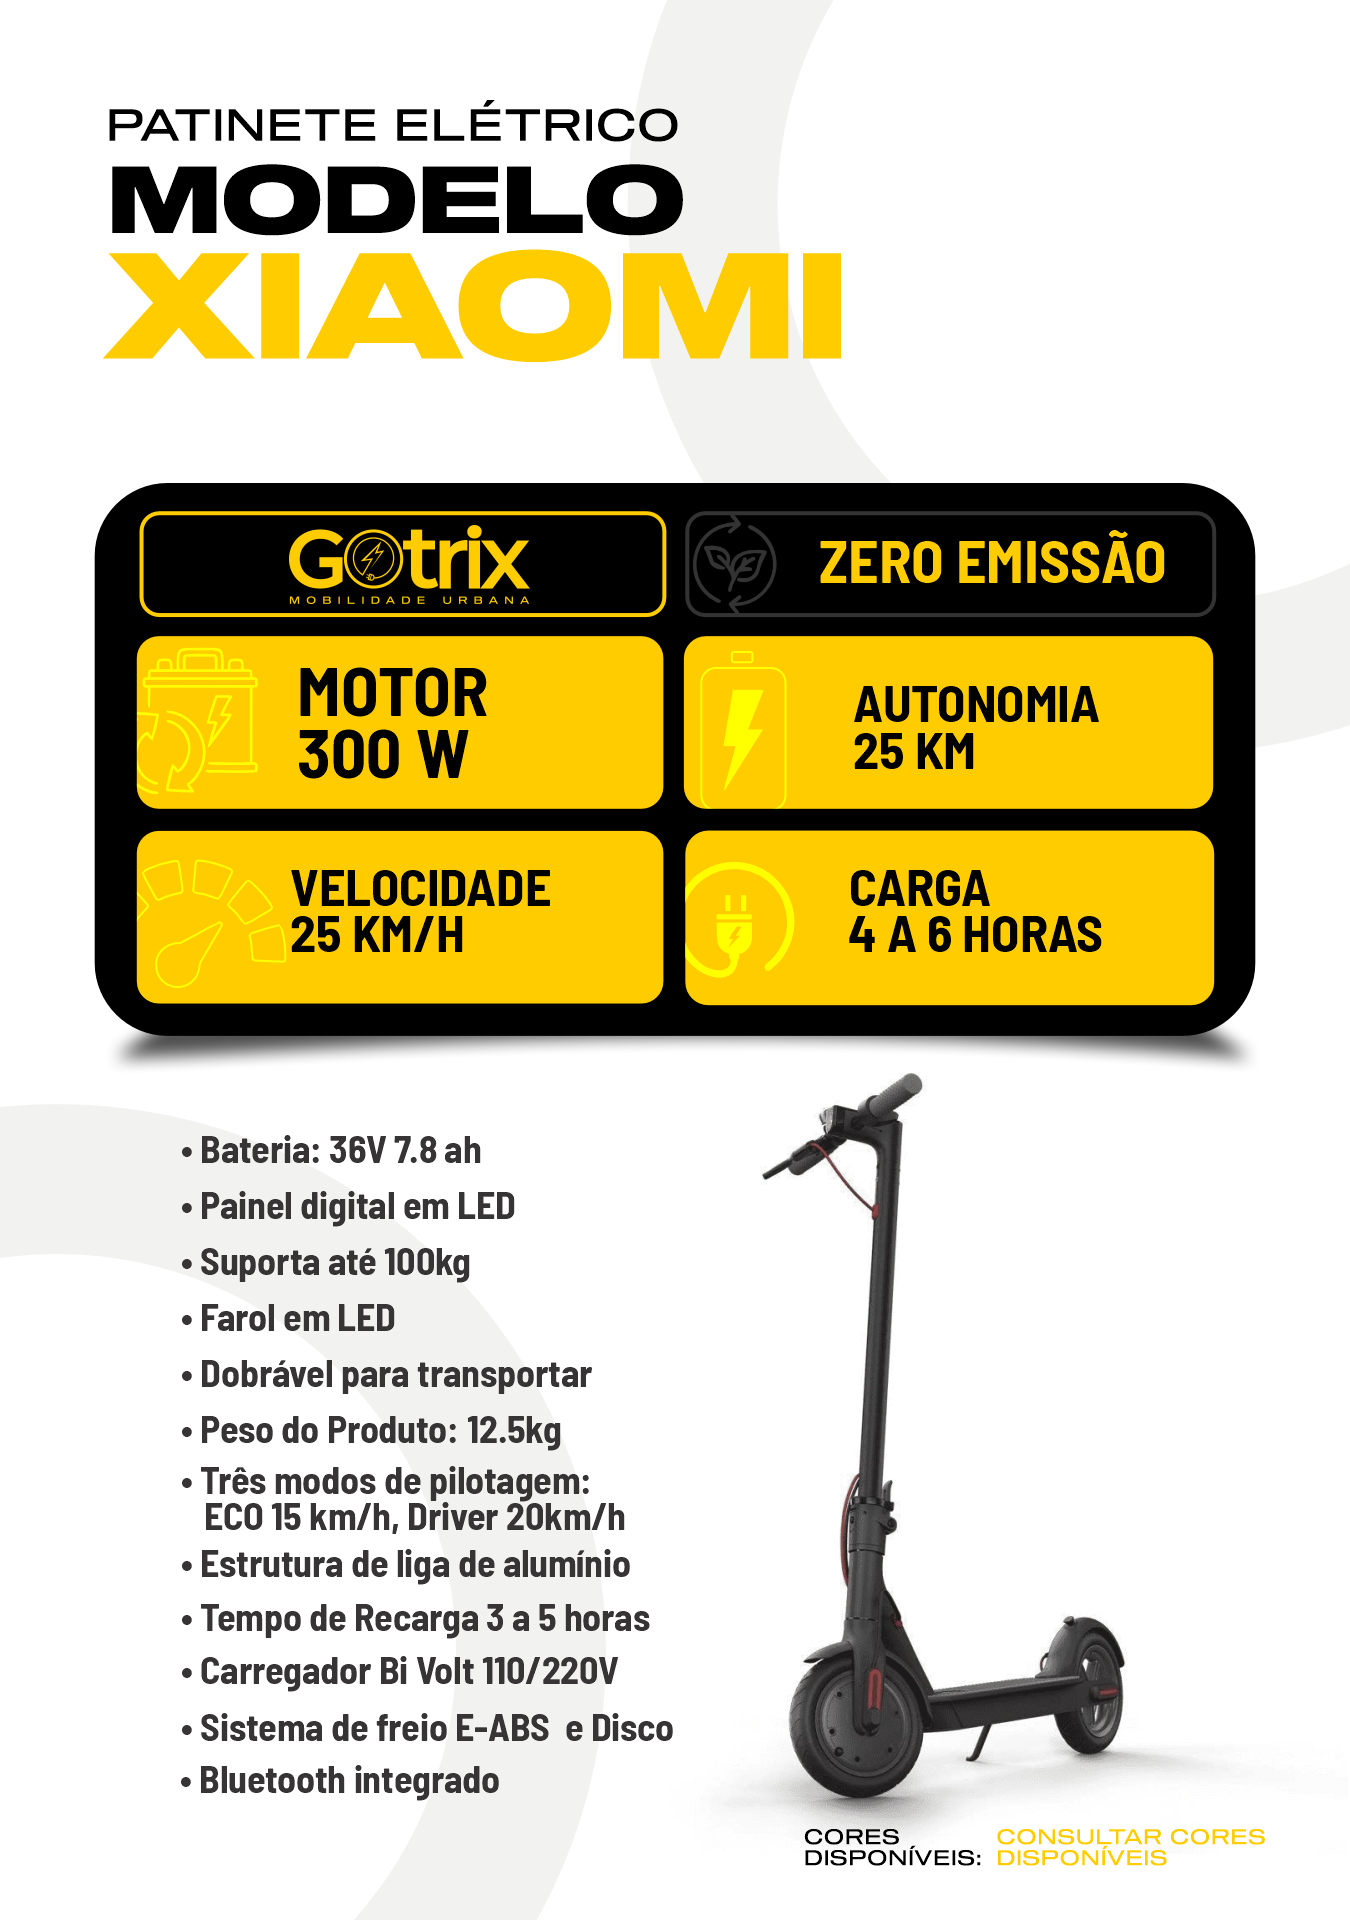 PATINETE ELÉTRICO
MODELO
XIAOMI
GOtrix
MOBILIDADE URBANA
ZERO EMISSÃO
MOTOR
300 W
AUTONOMIA
25 KM
VELOCIDADE
25 KM/H
CARGA
4 A 6 HORAS
• Bateria: 36V 7.8 ah
• Painel digital em LED
• Suporta até 100kg
• Farol em LED
• Dobrável para transportar
• Peso do Produto: 12.5kg
• Três modos de pilotagem:
ECO 15 km/h, Driver 20km/h
• Estrutura de liga de alumínio
• Tempo de Recarga 3 a 5 horas
• Carregador Bi Volt 110/220V
• Sistema de freio E-ABS  e Disco
• Bluetooth integrado
CORES
DISPONÍVEIS:
CONSULTAR CORES
DISPONÍVEIS